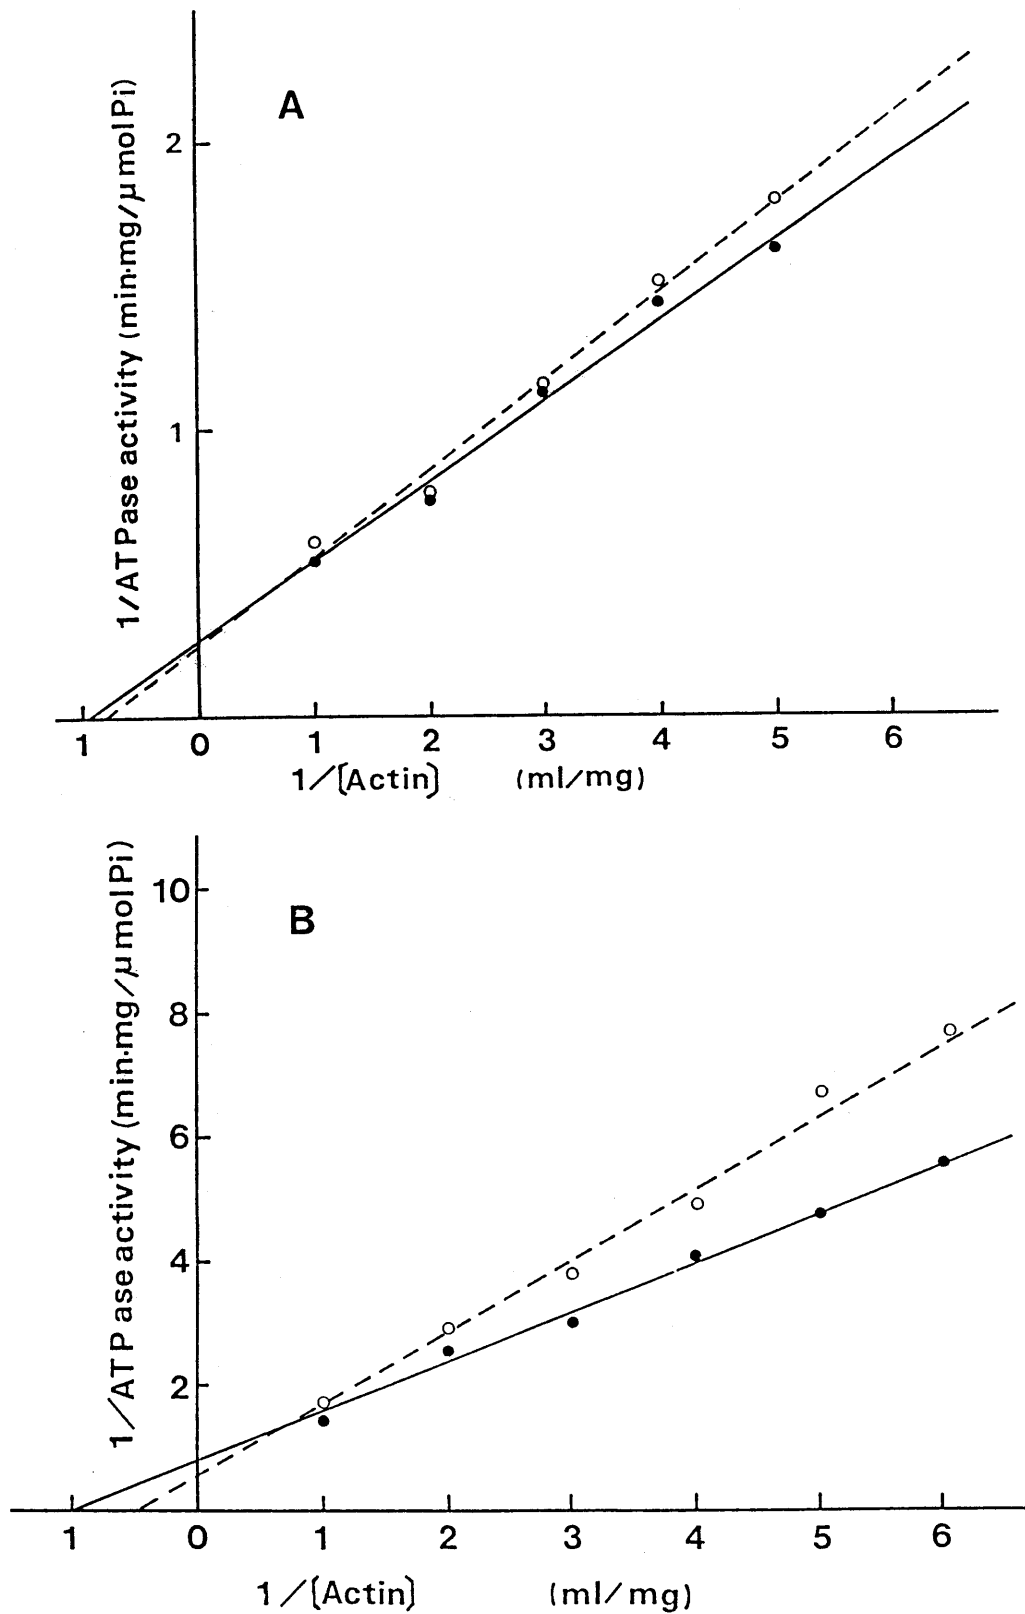 A
1/ATPase activity (min·mg/μmolPi)
2
1
1 0 1 2 3 4 5 6
1/[Actin] (ml/mg)
B
1/ATPase activity (min·mg/μmolPi)
10
8
6
4
2
1 0 1 2 3 4 5 6
1/[Actin] (ml/mg)